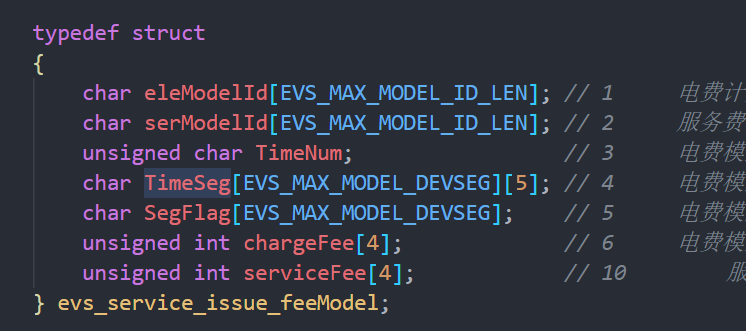 typedef struct
{
    char eleModelId[EVS_MAX_MODEL_ID_LEN]; // 1     电费计
    char serModelId[EVS_MAX_MODEL_ID_LEN]; // 2     服务费
    unsigned char TimeNum;                 // 3     电费模
    char TimeSeg[EVS_MAX_MODEL_DEVSEG][5]; // 4     电费模
    char SegFlag[EVS_MAX_MODEL_DEVSEG];    // 5     电费模
    unsigned int chargeFee[4];             // 6     电费模
    unsigned int serviceFee[4];            // 10        服
} evs_service_issue_feeModel;